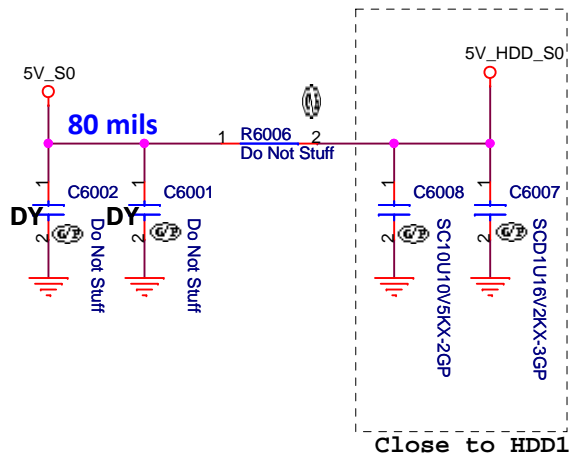 5V_S0
5V_HDD_S0
80 mils
1
R6006
2
Do Not Stuff
1
C6002
DY
2
G/P
Do Not Stuff
1
C6001
DY
2
G/P
Do Not Stuff
1
C6008
2
G/P
SC10U10V5KX-2GP
1
C6007
2
G/P
SCD1U16V2KX-3GP
Close to HDD1